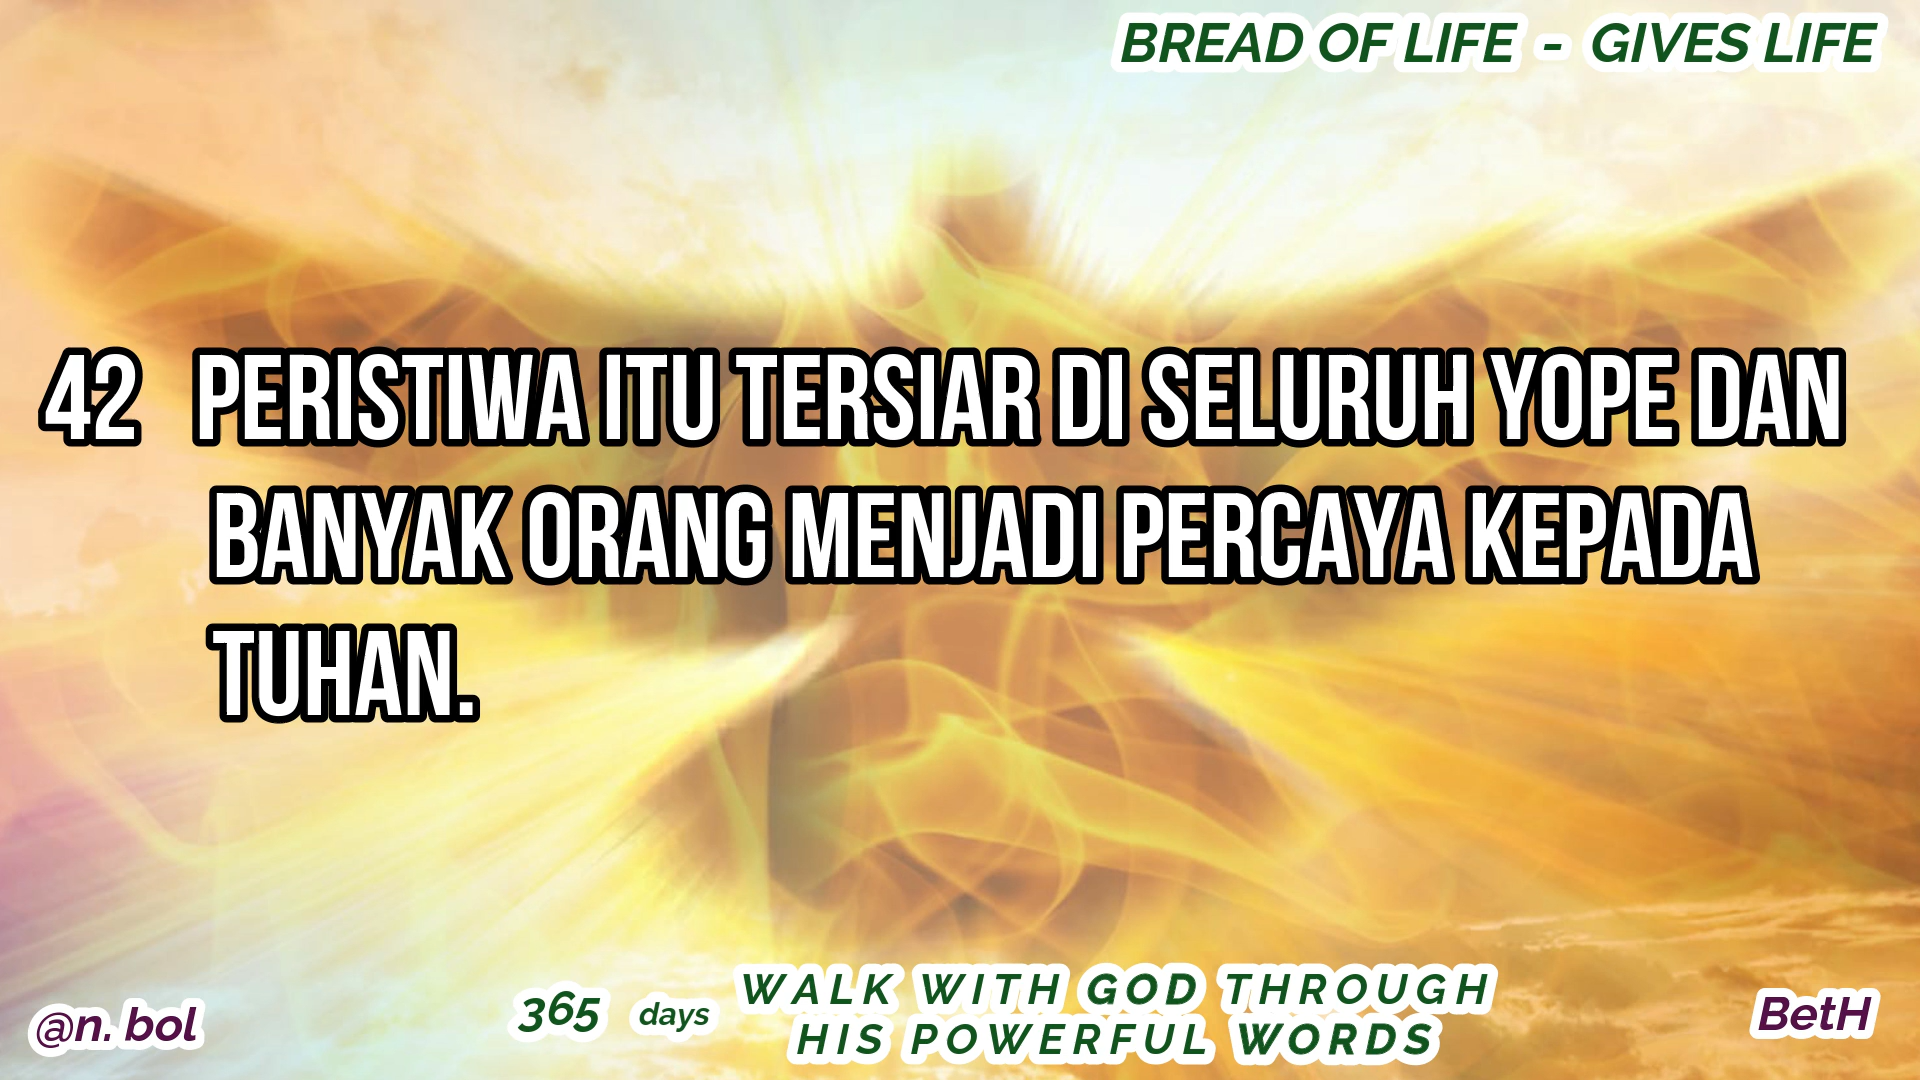 BREAD OF LIFE - GIVES LIFE
42 PERISTIWA ITU TERSIAR DI SELURUH YOPE DAN
BANYAK ORANG MENJADI PERCAYA KEPADA
TUHAN.
@n. bol
365 days
WALK WITH GOD THROUGH
HIS POWERFUL WORDS
BetH